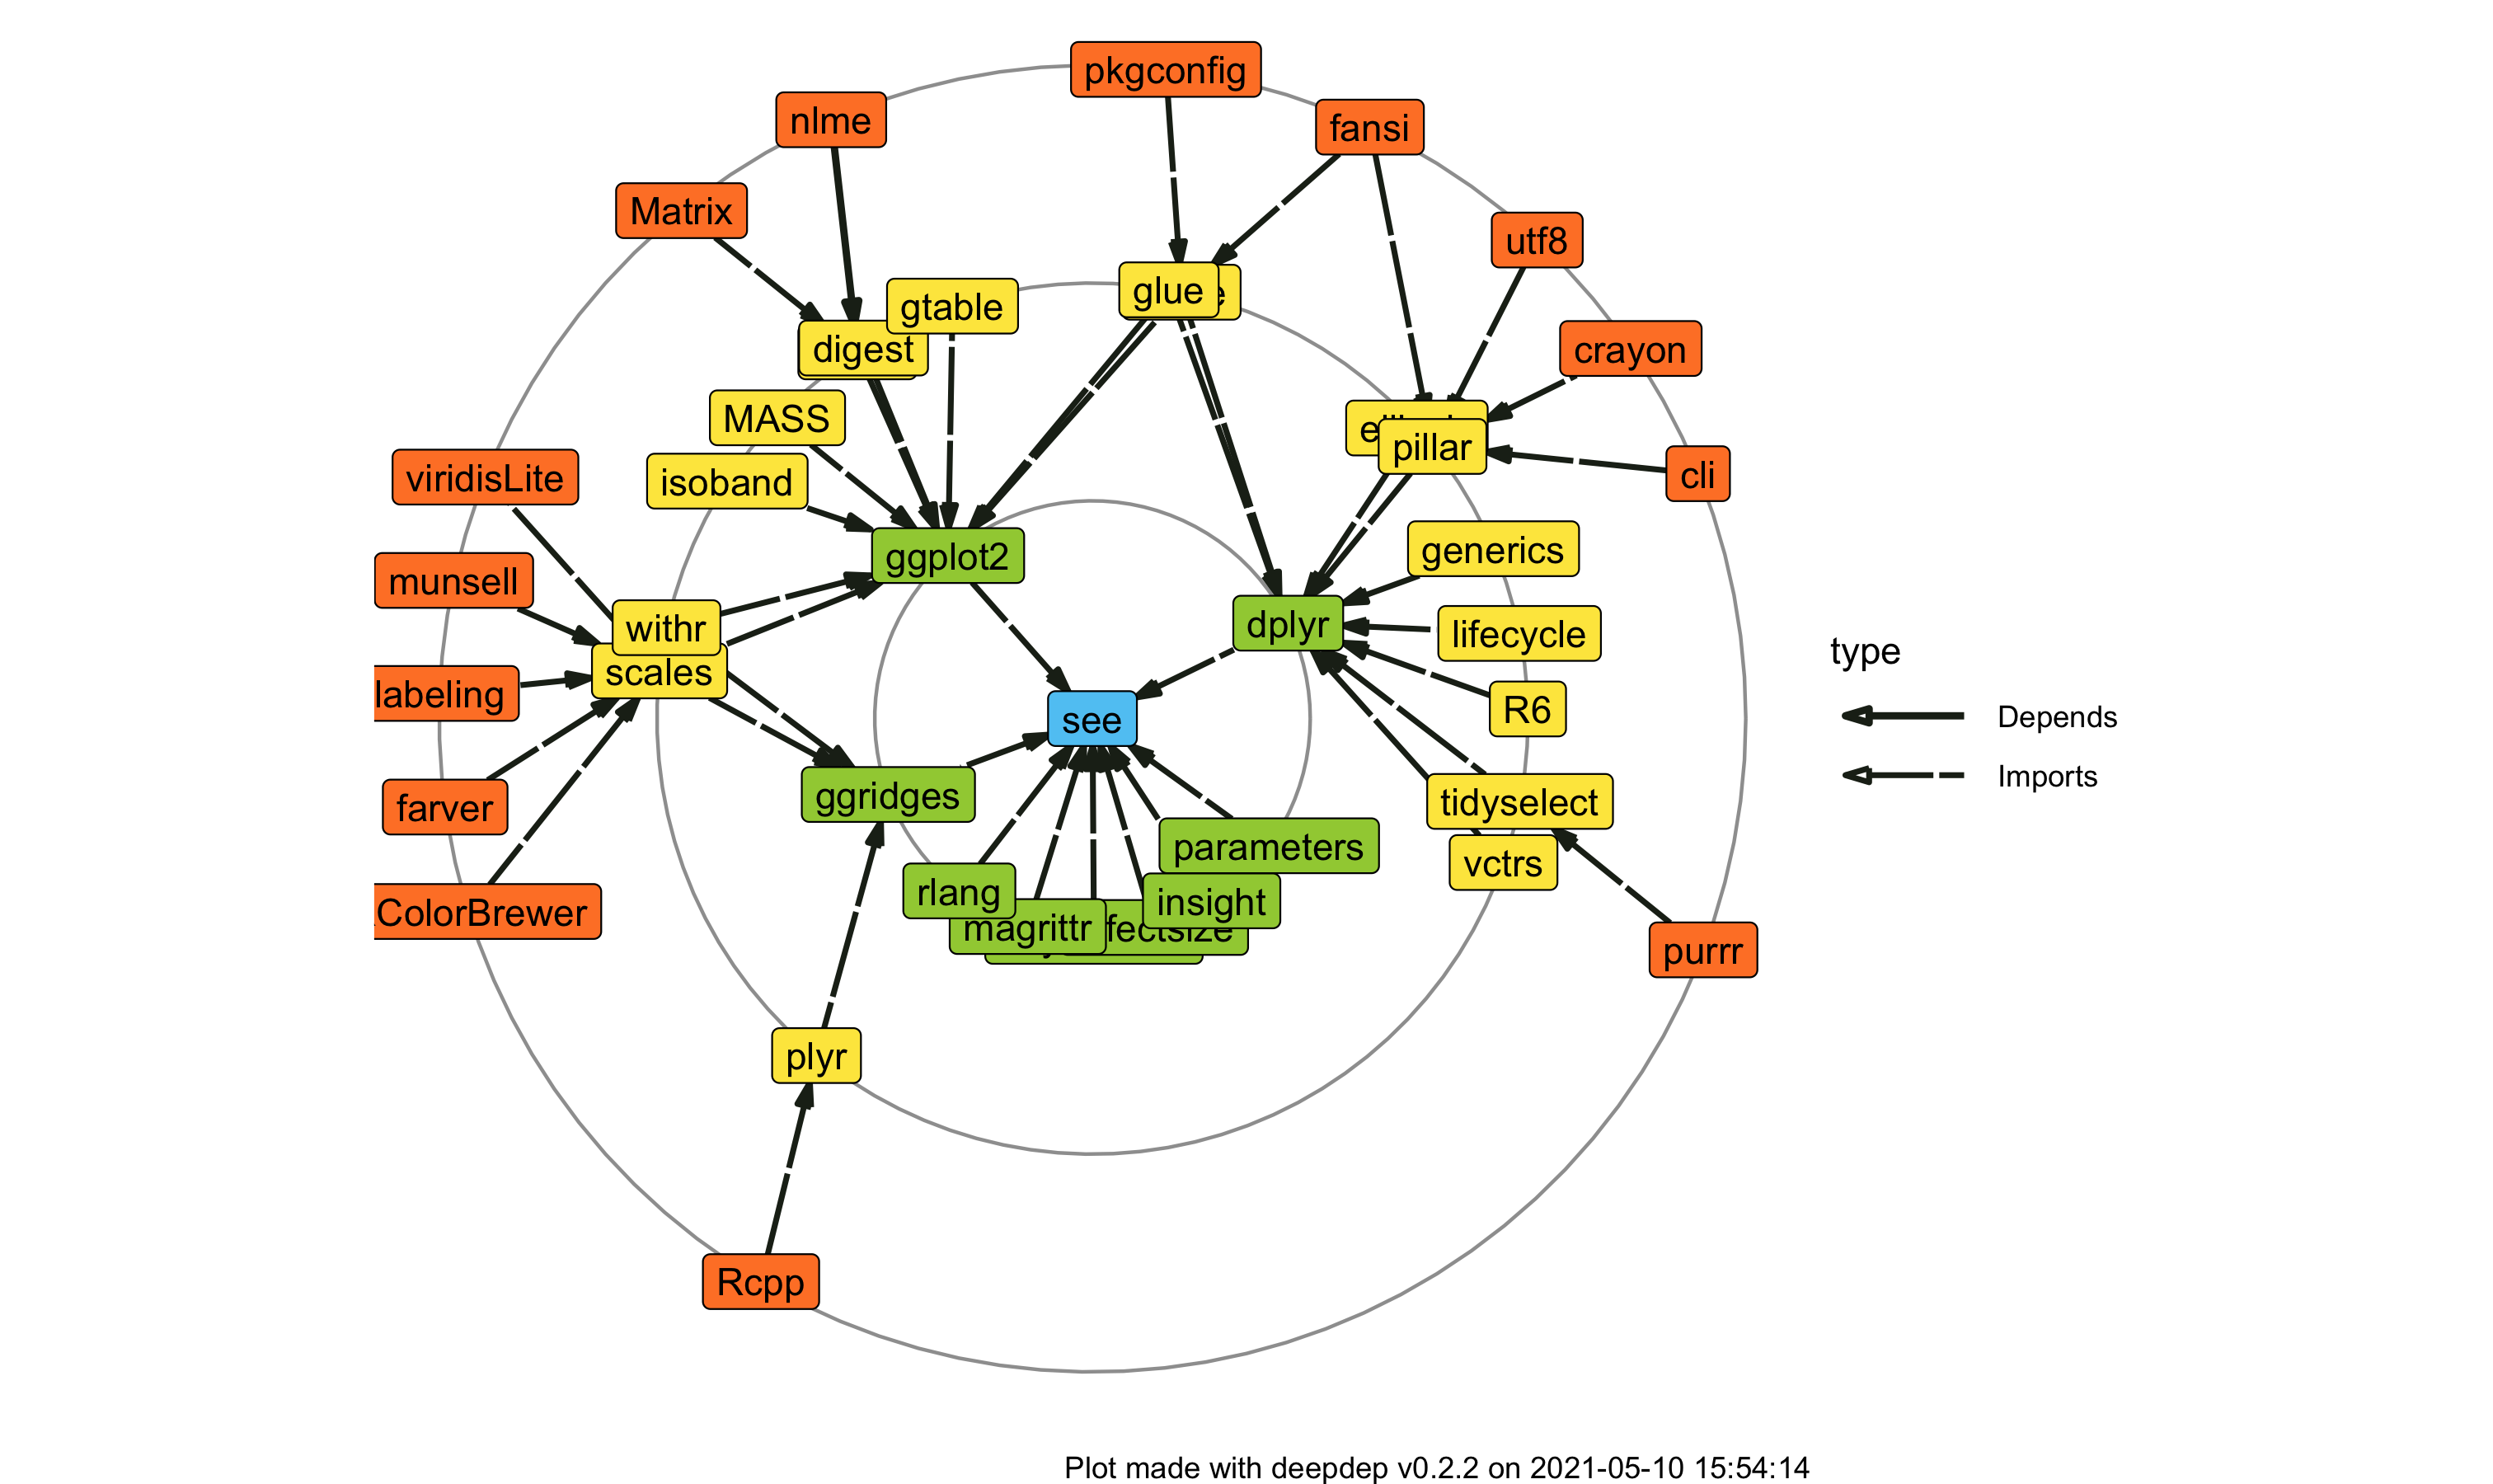 pkgconfig
nlme
fansi
Matrix
utf8
glue
gtable
digest
crayon
MASS
pillar
viridisLite
isoband
cli
ggplot2
generics
munsell
dplyr
withr
lifecycle
type
scales
labeling
R6
see
Depends
Imports
ggridges
tidyselect
farver
parameters
vctrs
rlang
insight
ColorBrewer
magrittr
purrr
plyr
Rcpp
Plot made with deepdep v0.2.2 on 2021-05-10 15:54:14